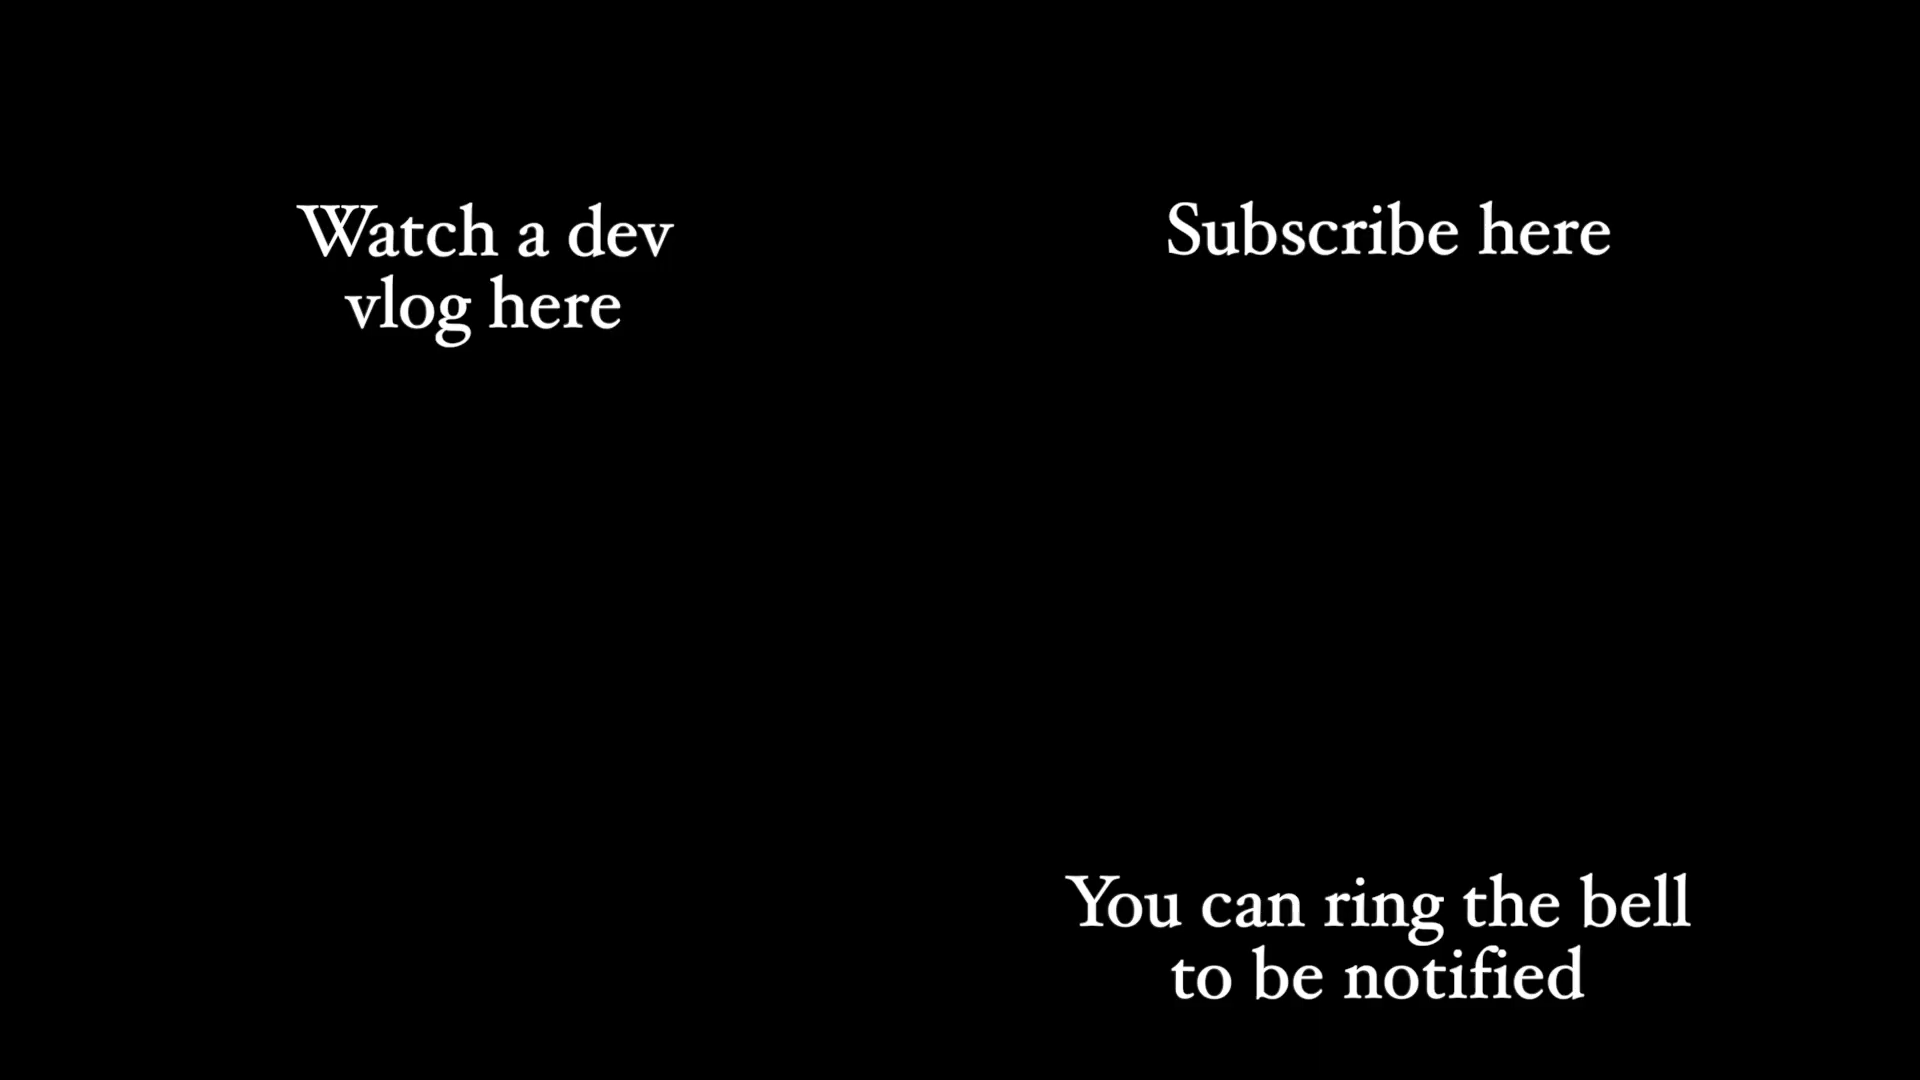 Watch a dev
vlog here
Subscribe here
You can ring the bell
to be notified